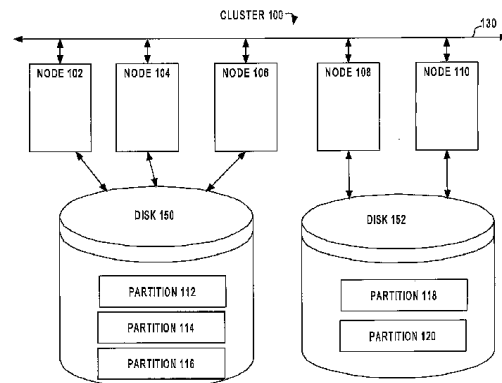 CLUSTER 100
130
NODE 102
NODE 104
NODE 106
NODE 108
NODE 110
DISK 150
DISK 152
PARTITION 112
PARTITION 114
PARTITION 116
PARTITION 118
PARTITION 120